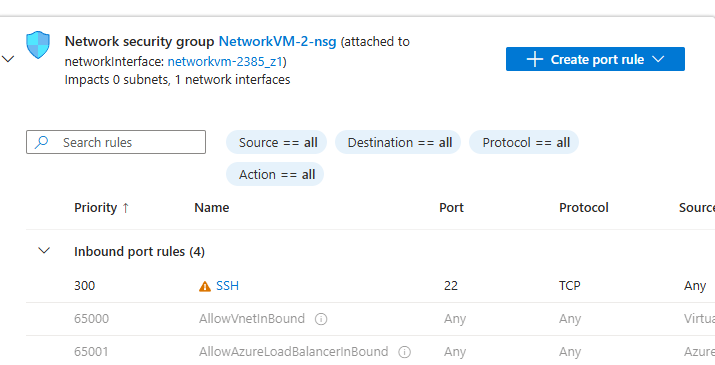 Network security group NetworkVM-2-nsg (attached to
networkInterface: networkvm-2385_z1)
Impacts 0 subnets, 1 network interfaces
Create port rule
Search rules
Source == all
Destination == all
Protocol == all
Action == all
Priority ↑ Name Port Protocol Source
Inbound port rules (4)
300 SSH 22 TCP Any
65000 AllowVnetInBound Any Any Virtu
65001 AllowAzureLoadBalancerInBound Any Any Azure